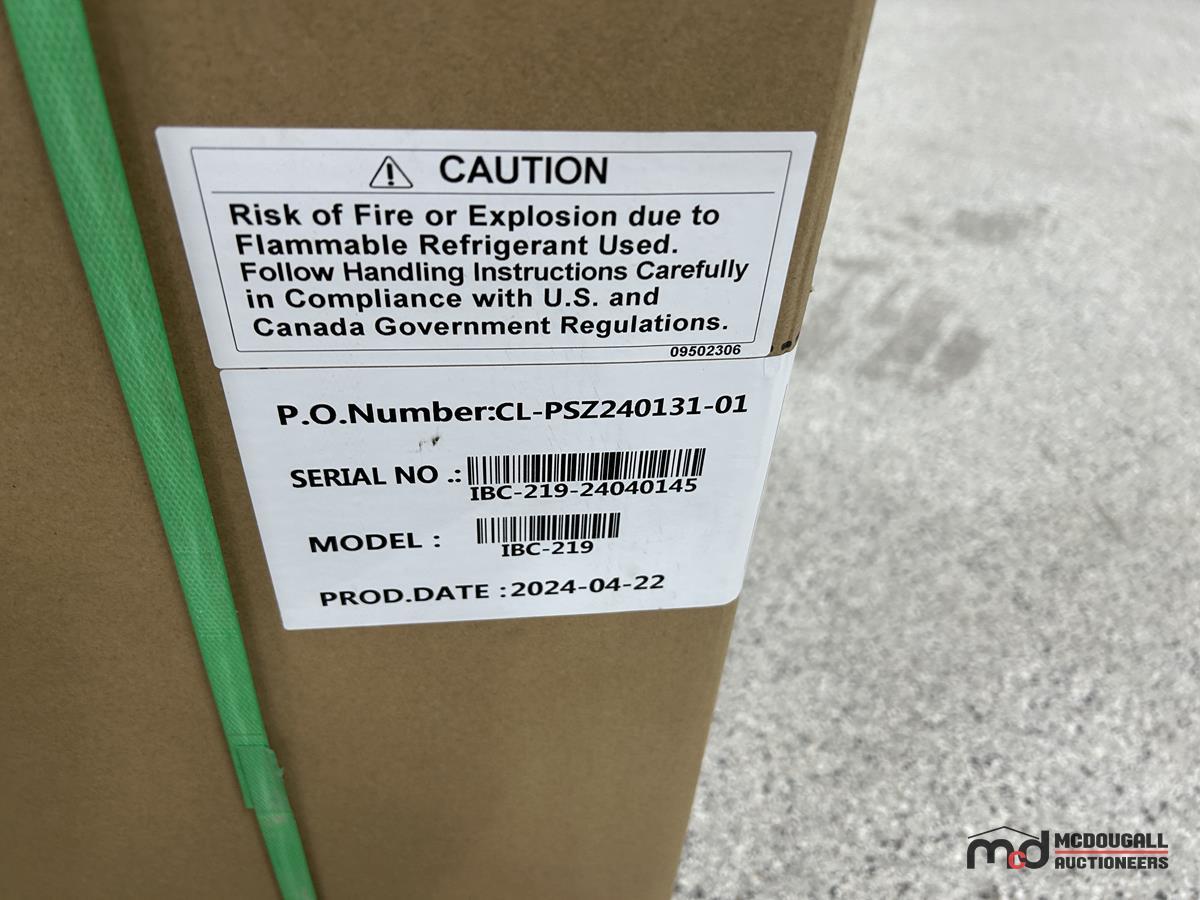 CAUTION
Risk of Fire or Explosion due to
Flammable Refrigerant Used.
Follow Handling Instructions Carefully
in Compliance with U.S. and
Canada Government Regulations.
09502306
P.O.Number:CL-PSZ240131-01
SERIAL NO .:
IBC-219-24040145
MODEL :
IBC-219
PROD.DATE :2024-04-22
mcd MCDOUGALL
AUCTIONEERS